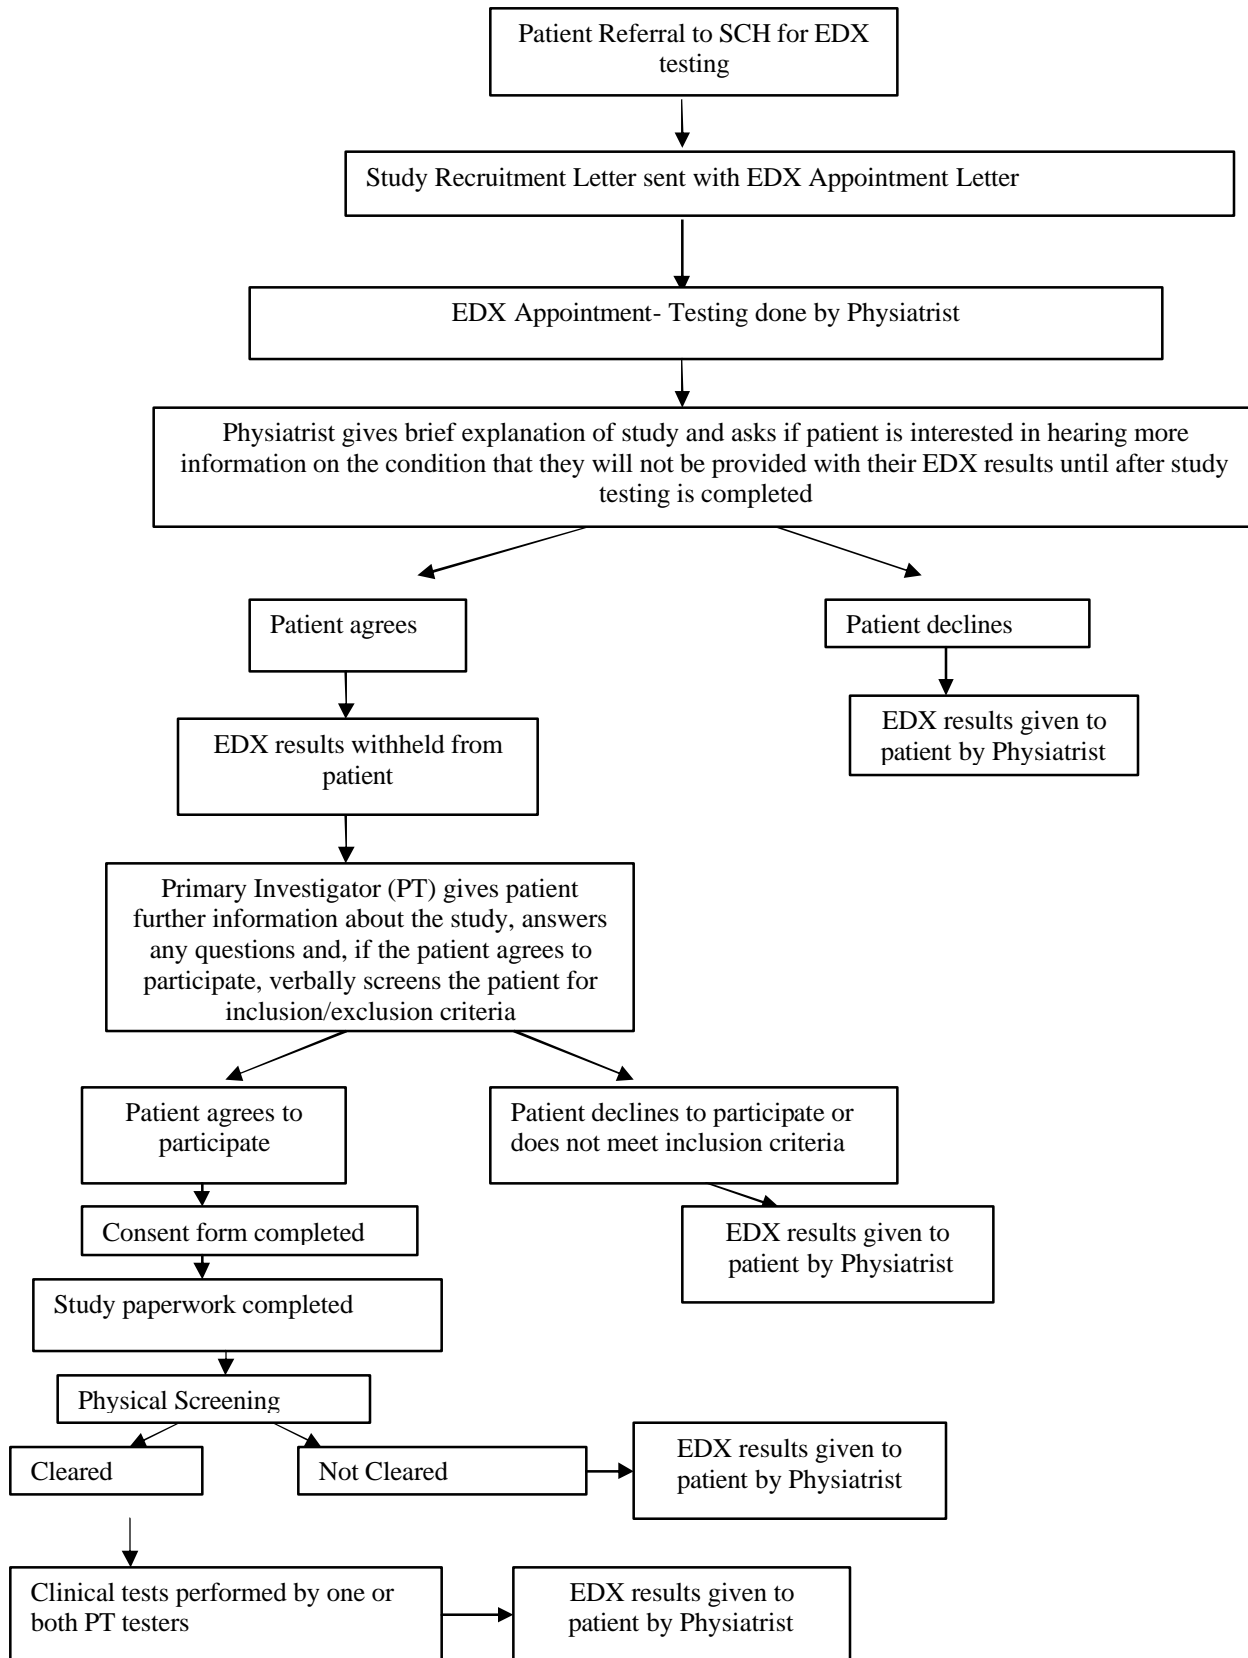 Patient Referral to SCH for EDX
testing
Study Recruitment Letter sent with EDX Appointment Letter
EDX Appointment- Testing done by Physiatrist
Physiatrist gives brief explanation of study and asks if patient is interested in hearing more
information on the condition that they will not be provided with their EDX results until after study
testing is completed
Patient agrees
Patient declines
EDX results withheld from
patient
EDX results given to
patient by Physiatrist
Primary Investigator (PT) gives patient
further information about the study, answers
any questions and, if the patient agrees to
participate, verbally screens the patient for
inclusion/exclusion criteria
Patient agrees to
participate
Patient declines to participate or
does not meet inclusion criteria
Consent form completed
EDX results given to
patient by Physiatrist
Study paperwork completed
Physical Screening
Cleared
Not Cleared
EDX results given to
patient by Physiatrist
Clinical tests performed by one or
both PT testers
EDX results given to
patient by Physiatrist